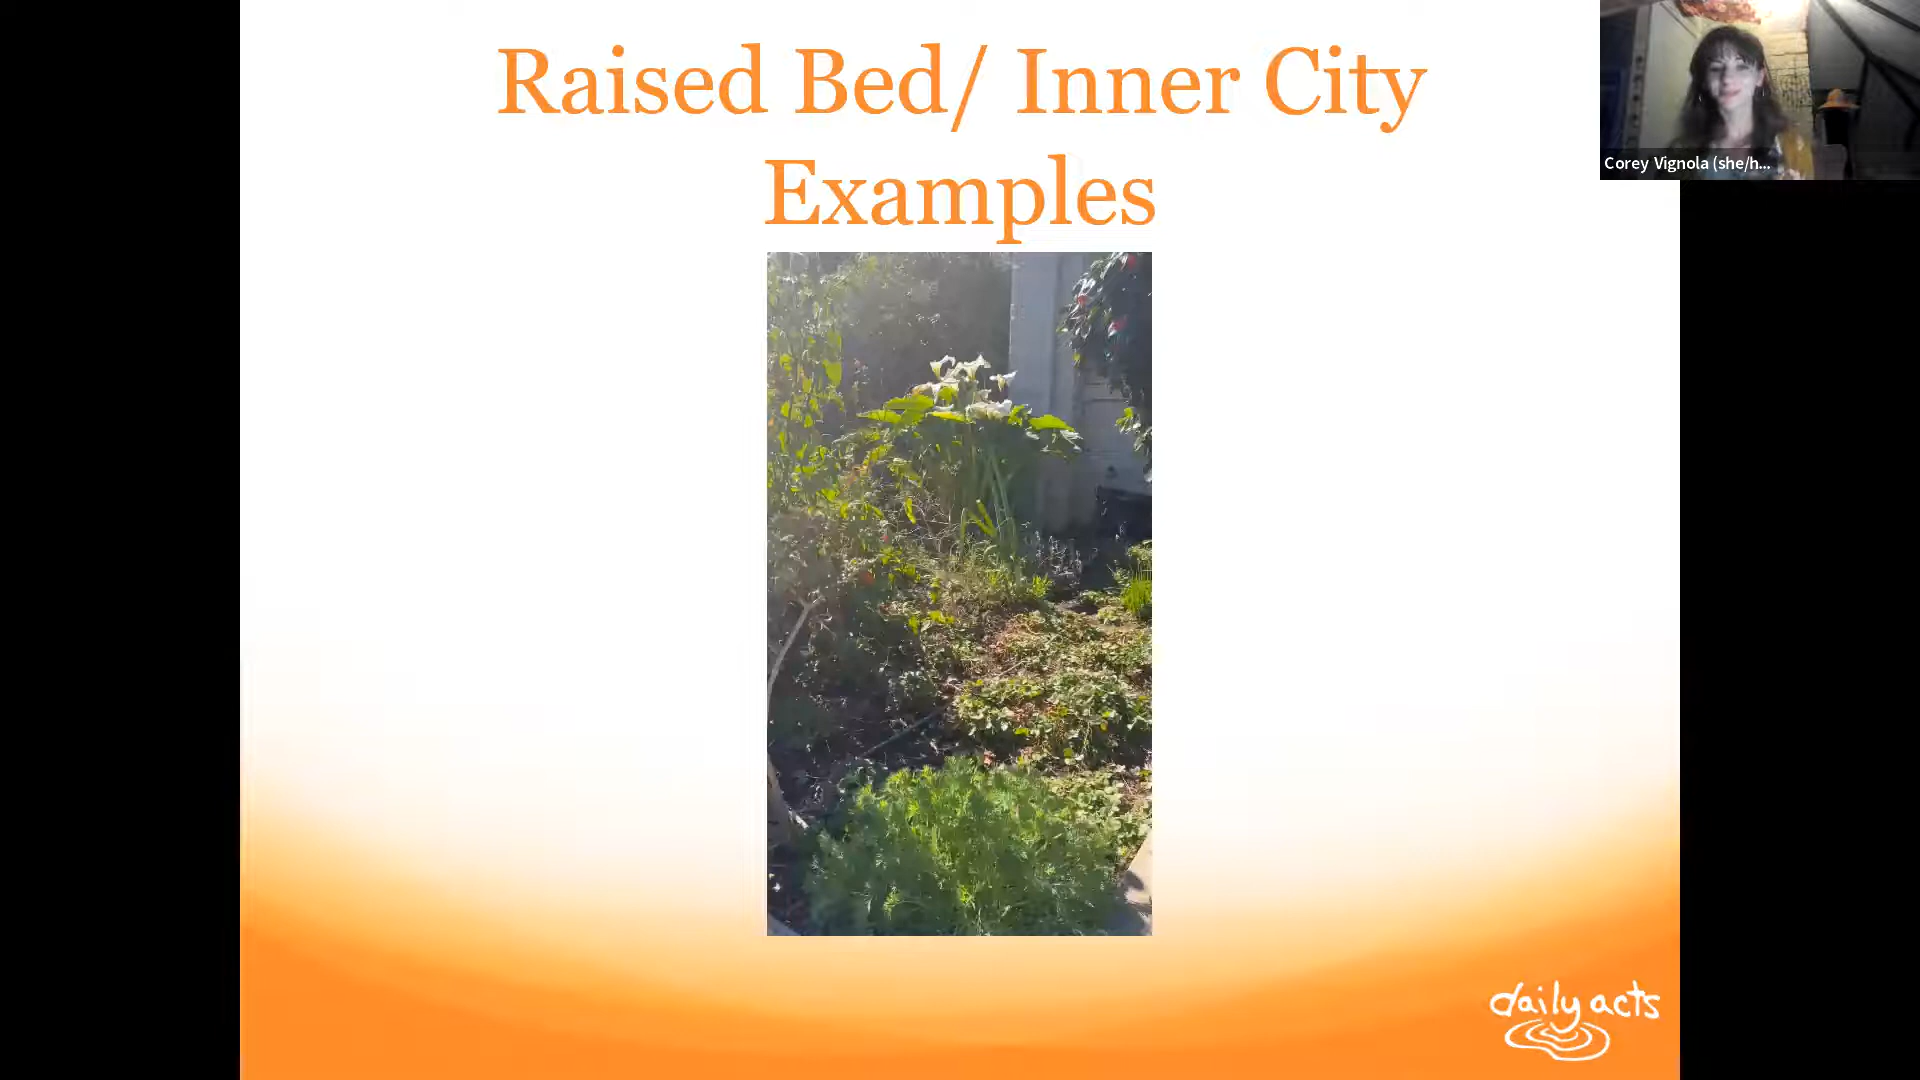 Raised Bed/ Inner City
Examples
Corey Vignola (she/h...
daily acts